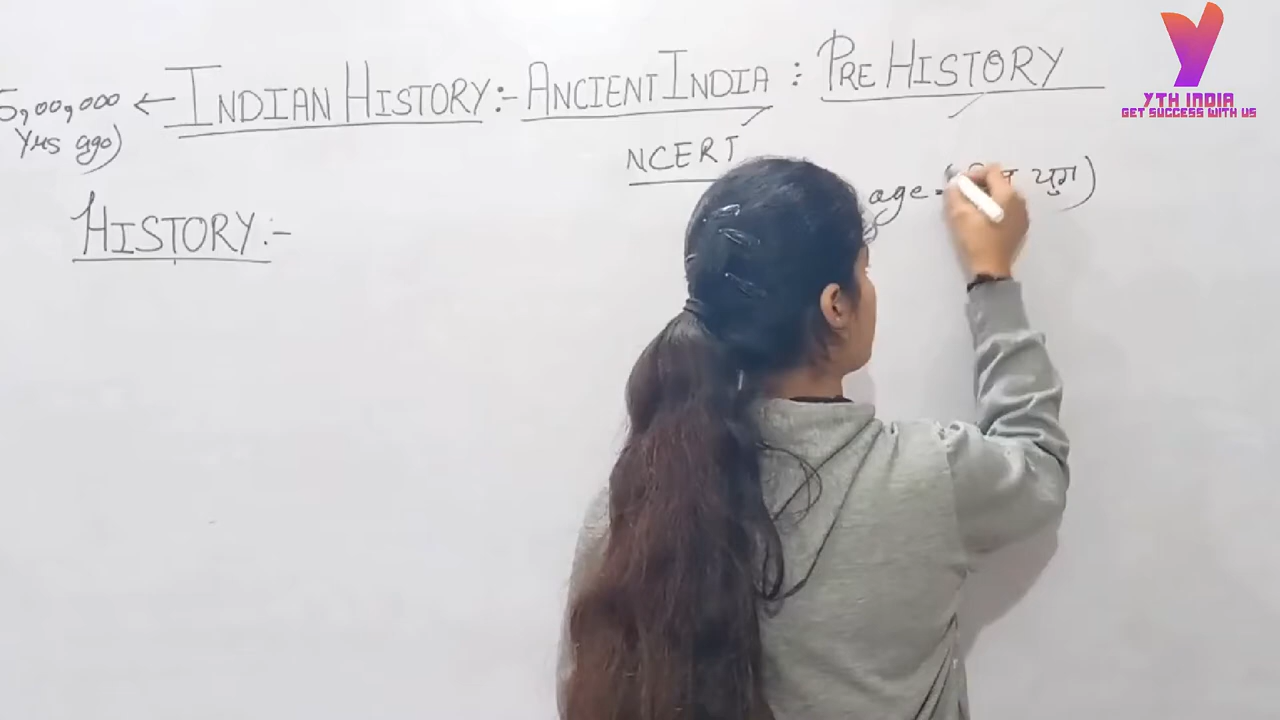 5,00,000 ← INDIAN HISTORY:- ANCIENT INDIA : PRE HISTORY
Yrs ago)
NCERT
age = ( युग)
HISTORY:-
YTH INDIA
GET SUCCESS WITH US